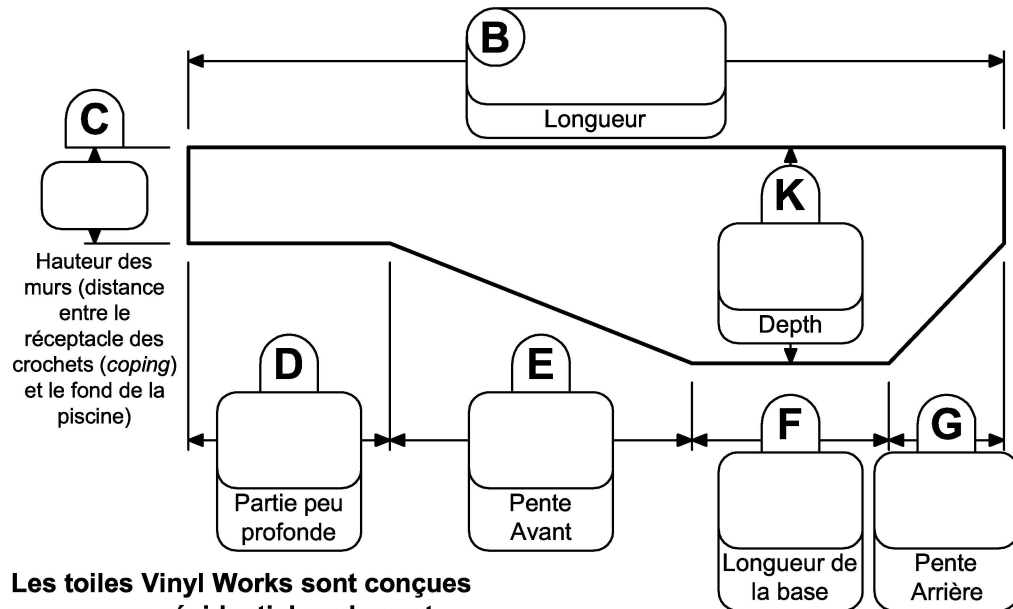 B
Longueur
C
Hauteur des
murs (distance
entre le
réceptacle des
crochets (coping)
et le fond de la
piscine)
K
Depth
D
Partie peu
profonde
E
Pente
Avant
F
Longueur de
la base
G
Pente
Arrière
Les toiles Vinyl Works sont conçues